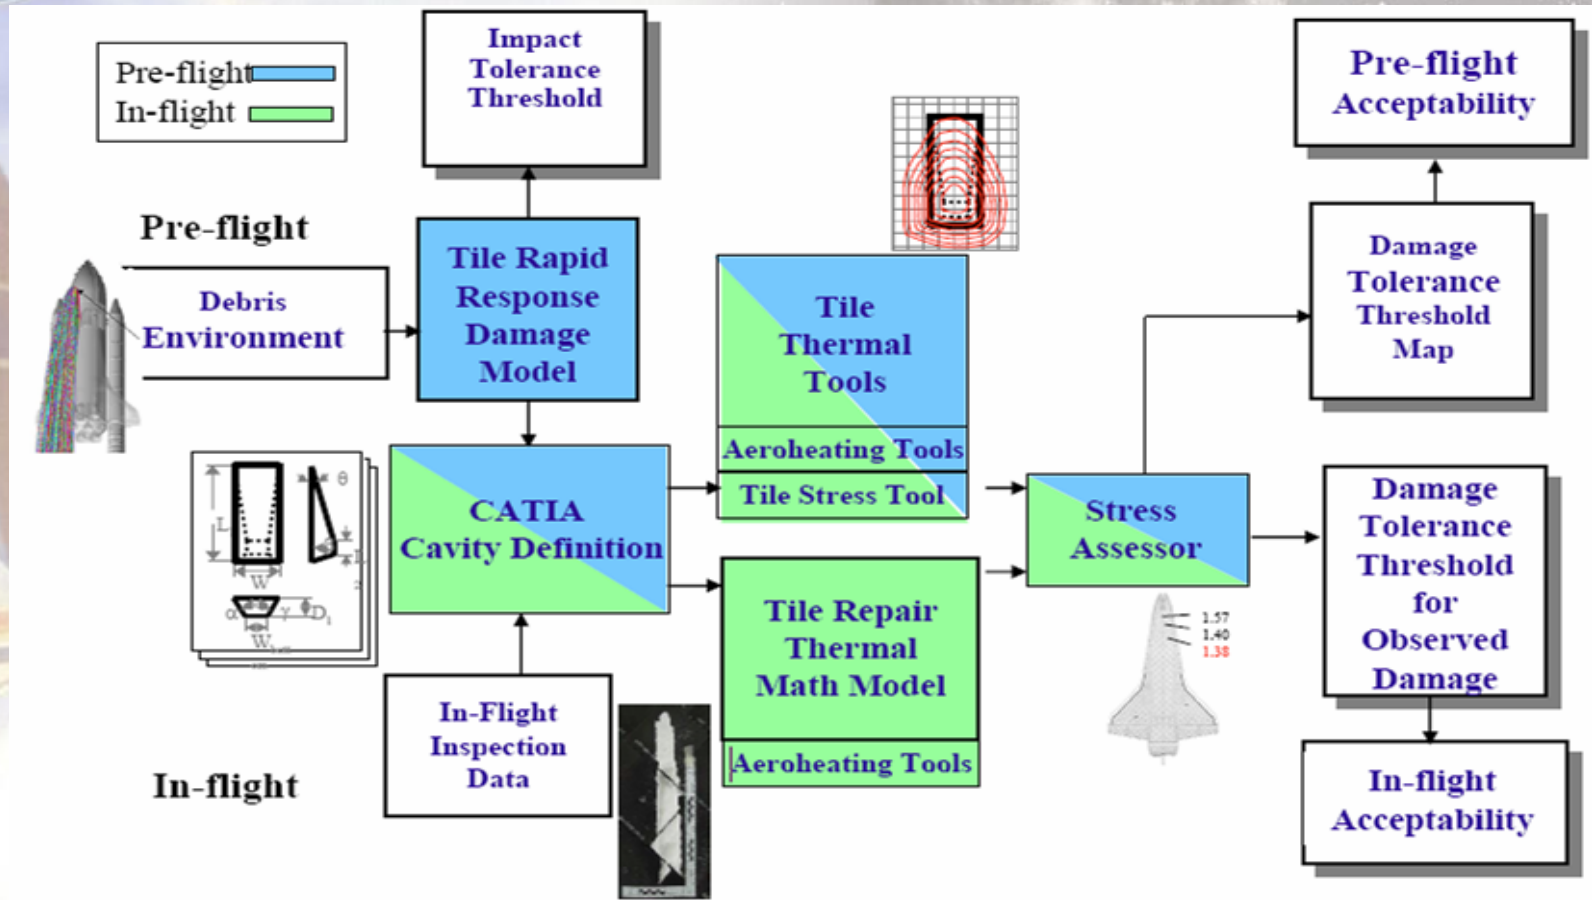 Pre-flight
In-flight
Impact
Tolerance
Threshold
Pre-flight
Acceptability
Pre-flight
Debris
Environment
Tile Rapid
Response
Damage
Model
Tile
Thermal
Tools
Aeroheating Tools
Tile Stress Tool
Damage
Tolerance
Threshold
Map
L
θ
W
α
γ
D₁
W
CATIA
Cavity Definition
Stress
Assessor
Damage
Tolerance
Threshold
for
Observed
Damage
1.57
1.40
1.38
Tile Repair
Thermal
Math Model
Aeroheating Tools
In-Flight
Inspection
Data
In-flight
In-flight
Acceptability